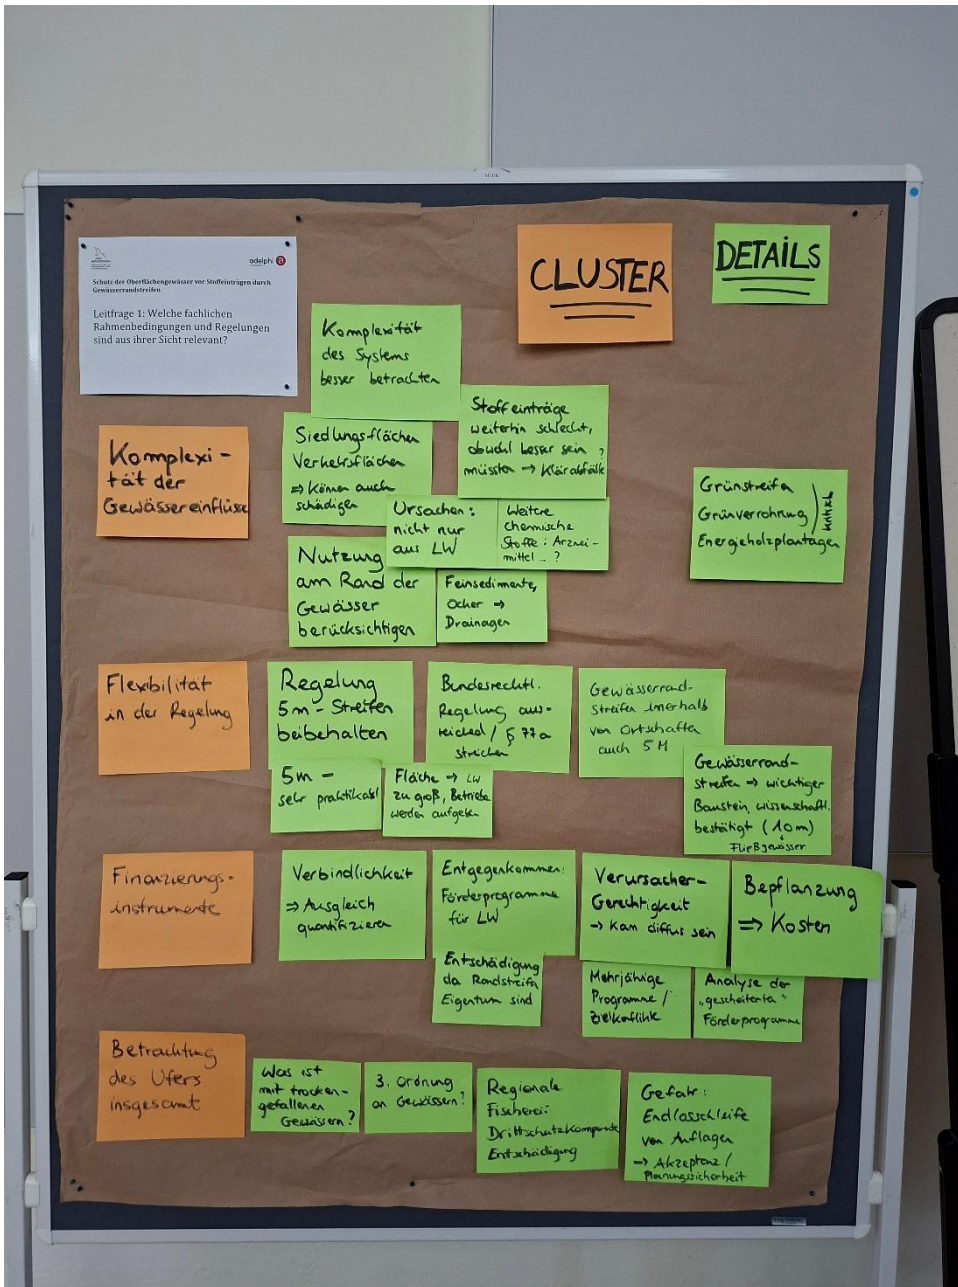 adelphi
Schutz der Oberflächengewässer vor Stoffeinträgen durch
Gewässerrandstreifen
Leitfrage 1: Welche fachlichen
Rahmenbedingungen und Regelungen
sind aus ihrer Sicht relevant?
CLUSTER
DETAILS
Komplexität
des Systems
besser betrachten
Komplexi-
tät der
Gewässereinflüsse
Siedlungsflächen
Verkehrsflächen
⇒ Können auch
schädigen
Stoffeinträge
weiterhin schlecht,
obwohl besser sein
müssten → Klärabfälle
?
Ursachen:
nicht nur
aus LW
Weitere
chemische
Stoffe: Arznei-
mittel ... ?
Nutzung
am Rand der
Gewässer
berücksichtigen
Feinsedimente,
Ocker →
Drainagen
Grünstreifen
Grünverrohrung
Energieholzplantagen
kritisch
Flexibilität
in der Regelung
Regelung
5m - Streifen
beibehalten
Bundesrechtl.
Regelung aus-
reichend / § 77a
streichen
Gewässerrand-
streifen innerhalb
von Ortschaften
auch 5 M
5m -
sehr praktikabel
Fläche → LW
zu groß, Betriebe
werden aufgeben
Gewässerrand-
streifen → wichtiger
Baustein, wissenschaftl.
bestätigt (10m)
Fließgewässer
Finanzierungs-
instrumente
Verbindlichkeit
⇒ Ausgleich
quantifizieren
Entgegenkommen:
Förderprogramme
für LW
Verursacher-
Gerechtigkeit
→ Kann diffus sein
Bepflanzung
⇒ Kosten
Entschädigung
da Randstreifen
Eigentum sind
Mehrjährige
Programme /
Zielkonflikte
Analyse der
„gescheiterten“
Förderprogramme
Betrachtung
des Ufers
insgesamt
Was ist
mit trocken-
gefallenen
Gewässern?
3. Ordnung
an Gewässern?
Regionale
Fischerei:
Entschädigung
Gefahr:
Endlosschleife
von Auflagen
→ Akzeptanz /
Planungssicherheit